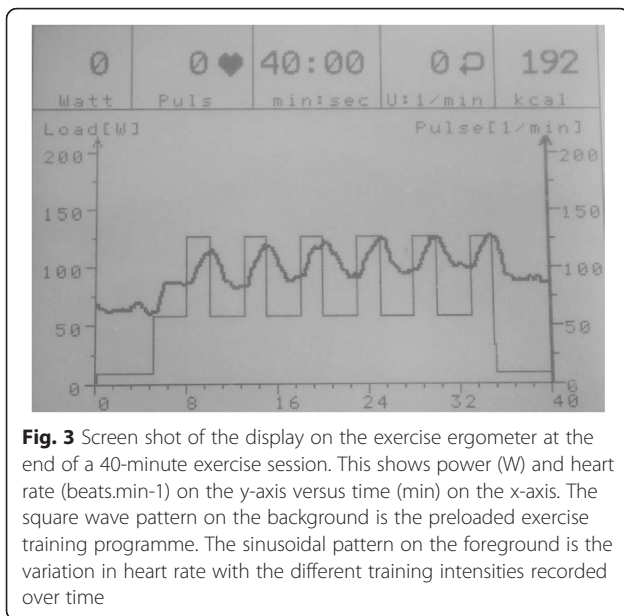 0 0 ♥ 40:00 0 192
Watt Puls min:sec U:1/min kcal
Load[W] Pulse[1/min]
200 200
150 150
100 100
50 50
0 0
0 8 16 24 32 40
Fig. 3 Screen shot of the display on the exercise ergometer at the
end of a 40-minute exercise session. This shows power (W) and heart
rate (beats.min-1) on the y-axis versus time (min) on the x-axis. The
square wave pattern on the background is the preloaded exercise
training programme. The sinusoidal pattern on the foreground is the
variation in heart rate with the different training intensities recorded
over time